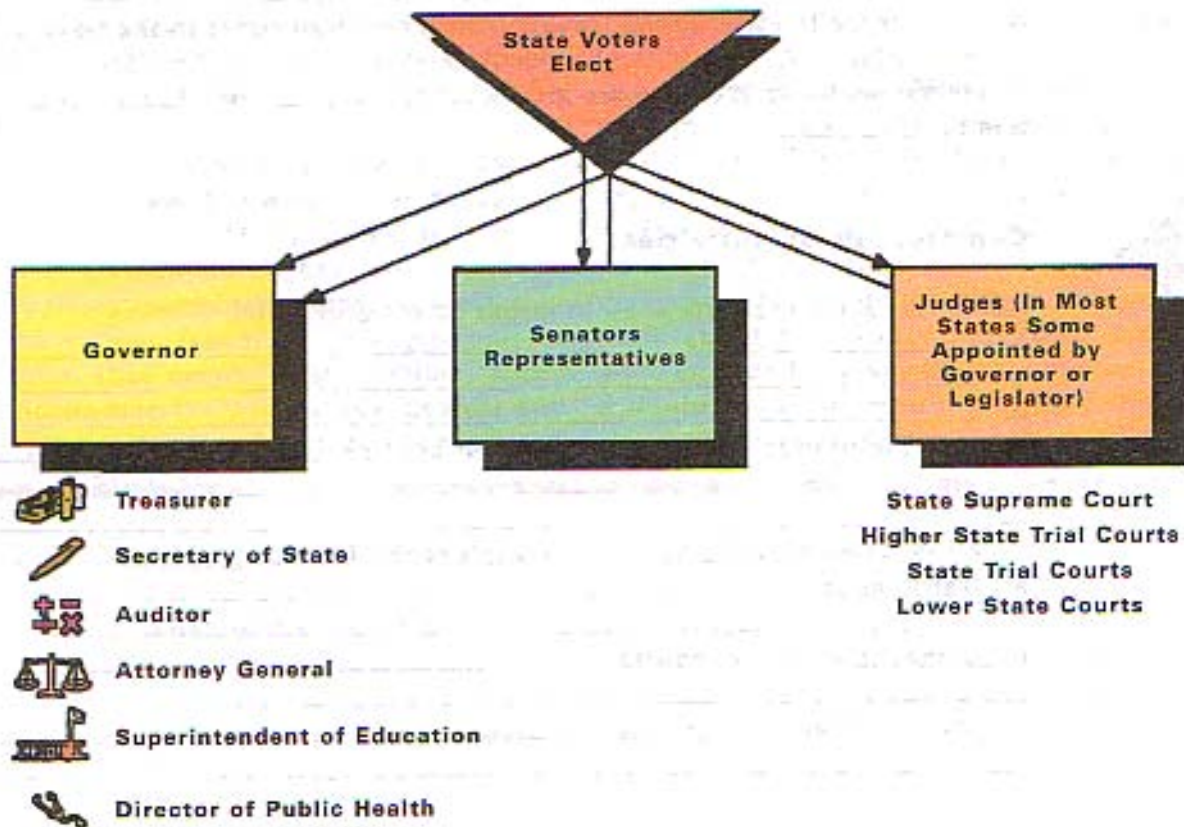 State Voters
Elect
Governor
Senators
Representatives
Judges (In Most
States Some
Appointed by
Governor or
Legislator)
Treasurer
Secretary of State
Auditor
Attorney General
Superintendent of Education
Director of Public Health
State Supreme Court
Higher State Trial Courts
State Trial Courts
Lower State Courts